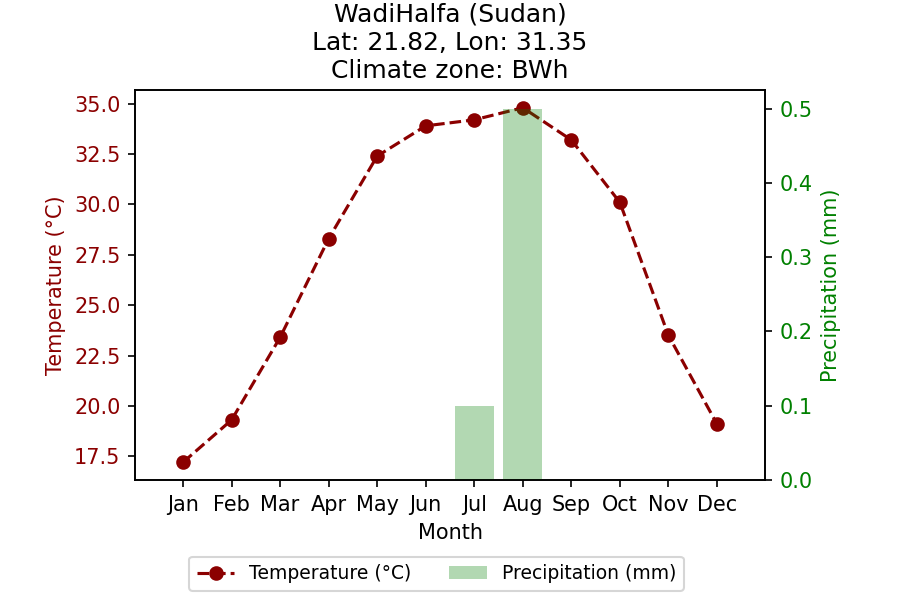 WadiHalfa (Sudan)
Lat: 21.82, Lon: 31.35
Climate zone: BWh
Temperature (°C)
35.0
32.5
30.0
27.5
25.0
22.5
20.0
17.5
0.5
0.4
0.3
0.2
0.1
0.0
Precipitation (mm)
Jan Feb Mar Apr May Jun Jul Aug Sep Oct Nov Dec
Month
Temperature (°C) Precipitation (mm)